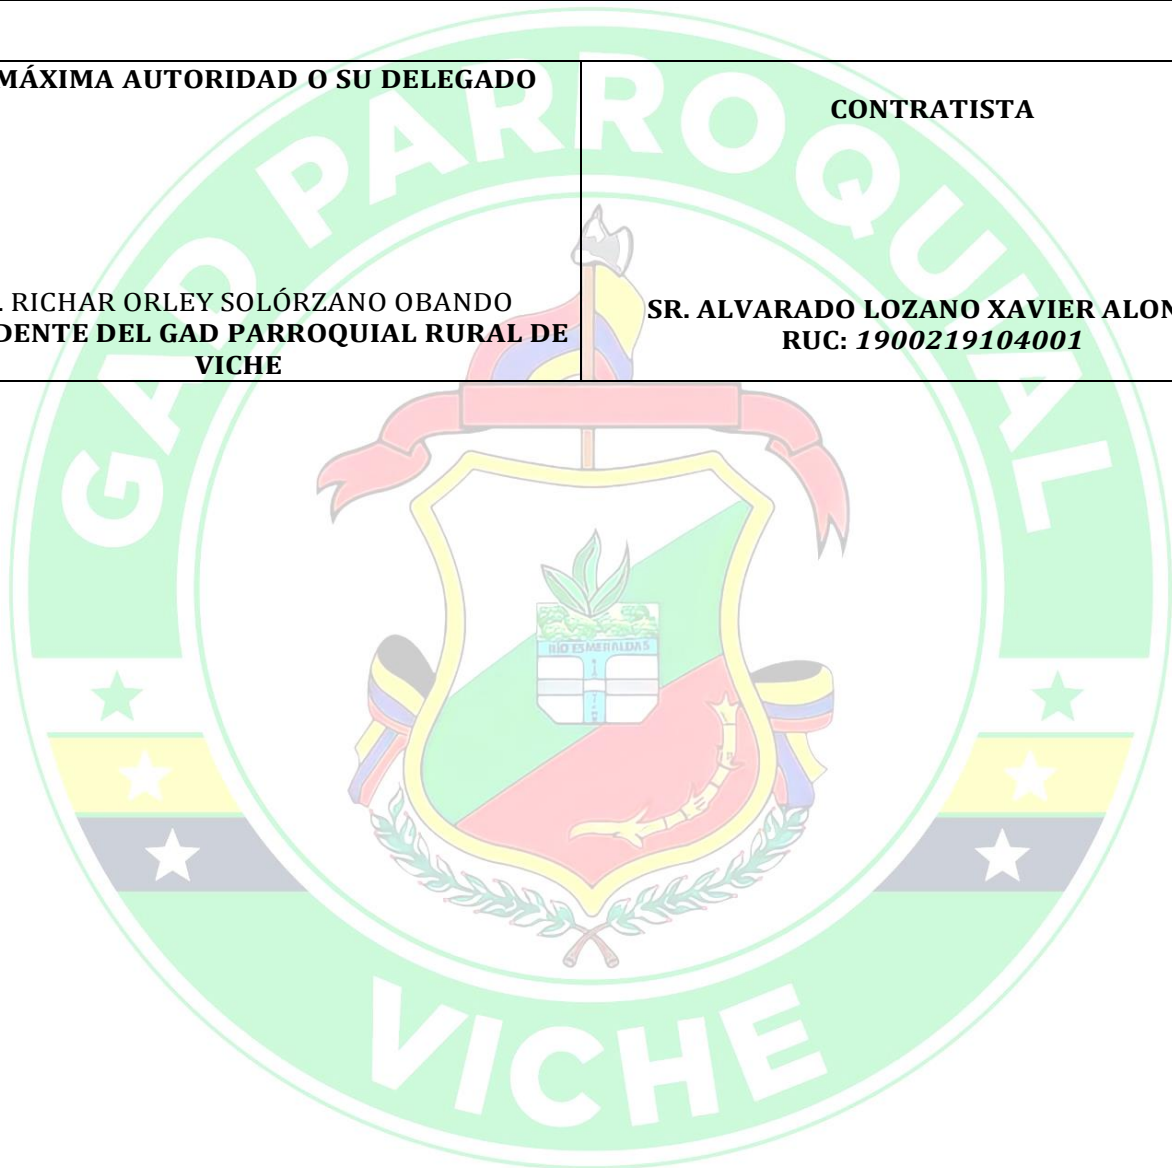 MÁXIMA AUTORIDAD O SU DELEGADO
. RICHAR ORLEY SOLÓRZANO OBANDO
DENTE DEL GAD PARROQUIAL RURAL DE
VICHE
CONTRATISTA
SR. ALVARADO LOZANO XAVIER ALON
RUC: 1900219104001
GAD PARROQUIAL
RÍO ESMERALDAS
VICHE